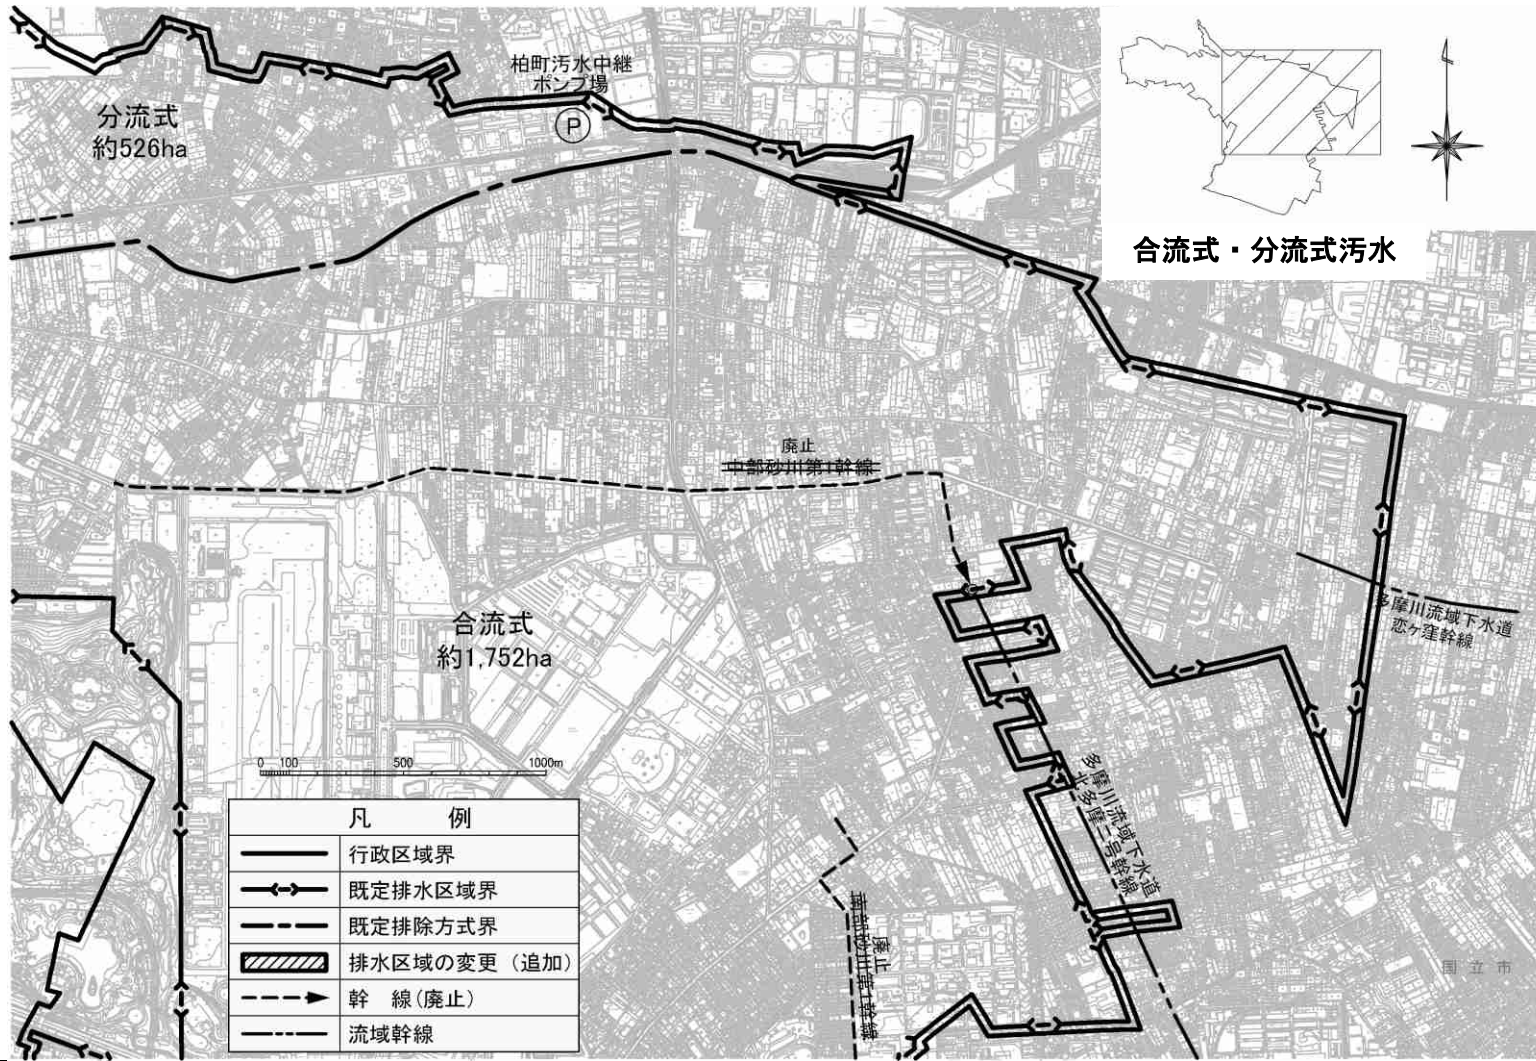 柏町汚水中継
ポンプ場
P
分流式
約526ha
合流式・分流式汚水
廃止
中部砂川第1幹線
多摩川流域下水道
恋ヶ窪幹線
合流式
約1,752ha
0 100 500 1000m
多摩川流域下水道
北多摩二号幹線
廃止
南部砂川第1幹線
国立市
凡 例
行政区域界
既定排水区域界
既定排除方式界
排水区域の変更（追加）
幹 線(廃止)
流域幹線